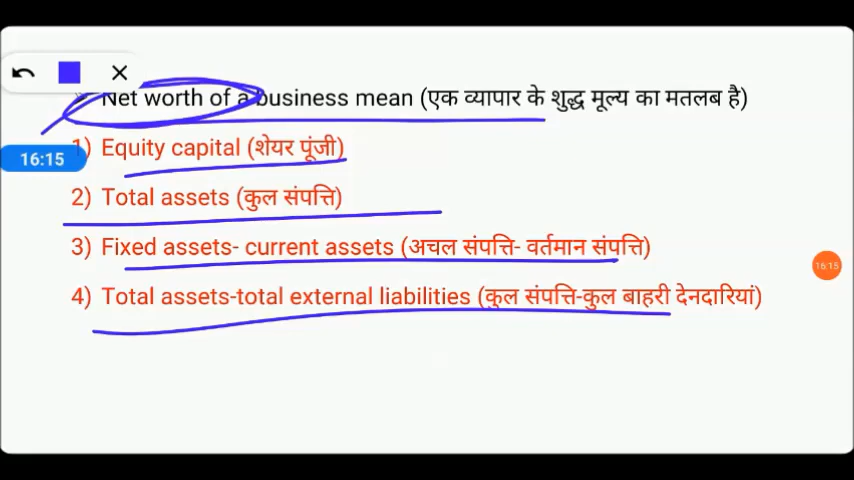 Net worth of a business mean (एक व्यापार के शुद्ध मूल्य का मतलब है)
1) Equity capital (शेयर पूंजी)
16:15
2) Total assets (कुल संपत्ति)
3) Fixed assets- current assets (अचल संपत्ति- वर्तमान संपत्ति)
16:15
4) Total assets-total external liabilities (कुल संपत्ति-कुल बाहरी देनदारियां)